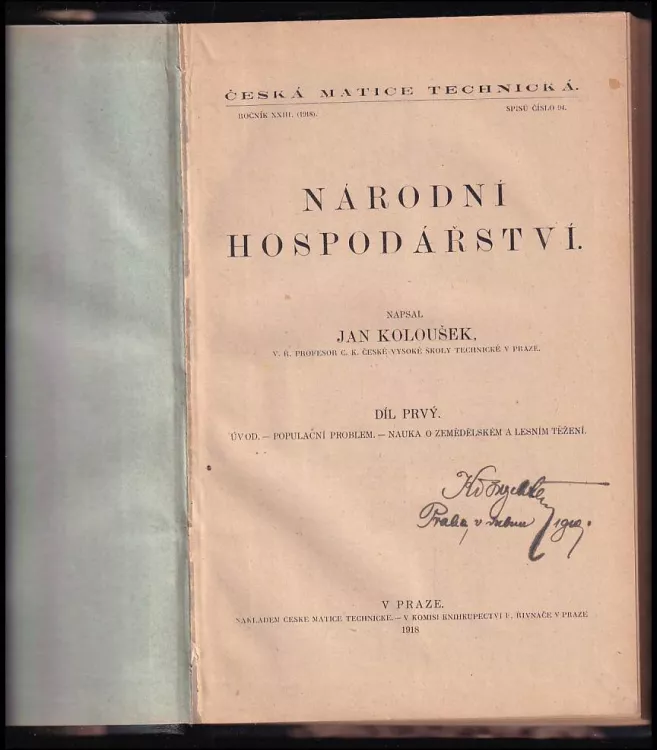 ČESKÁ MATICE TECHNICKÁ.
ROČNÍK XXIII. (1918).
SPISŮ ČÍSLO 94.
NÁRODNÍ
HOSPODÁŘSTVÍ.
NAPSAL
JAN KOLOUŠEK,
V. Ř. PROFESOR C. K. ČESKÉ VYSOKÉ ŠKOLY TECHNICKÉ V PRAZE.
DÍL PRVÝ.
ÚVOD. — POPULAČNÍ PROBLEM. — NAUKA O ZEMĚDĚLSKÉM A LESNÍM TĚŽENÍ.
Praha, v
V PRAZE.
NÁKLADEM ČESKÉ MATICE TECHNICKÉ. — V KOMISI KNIHKUPECTVÍ F. ŘIVNÁČE V PRAZE
1918